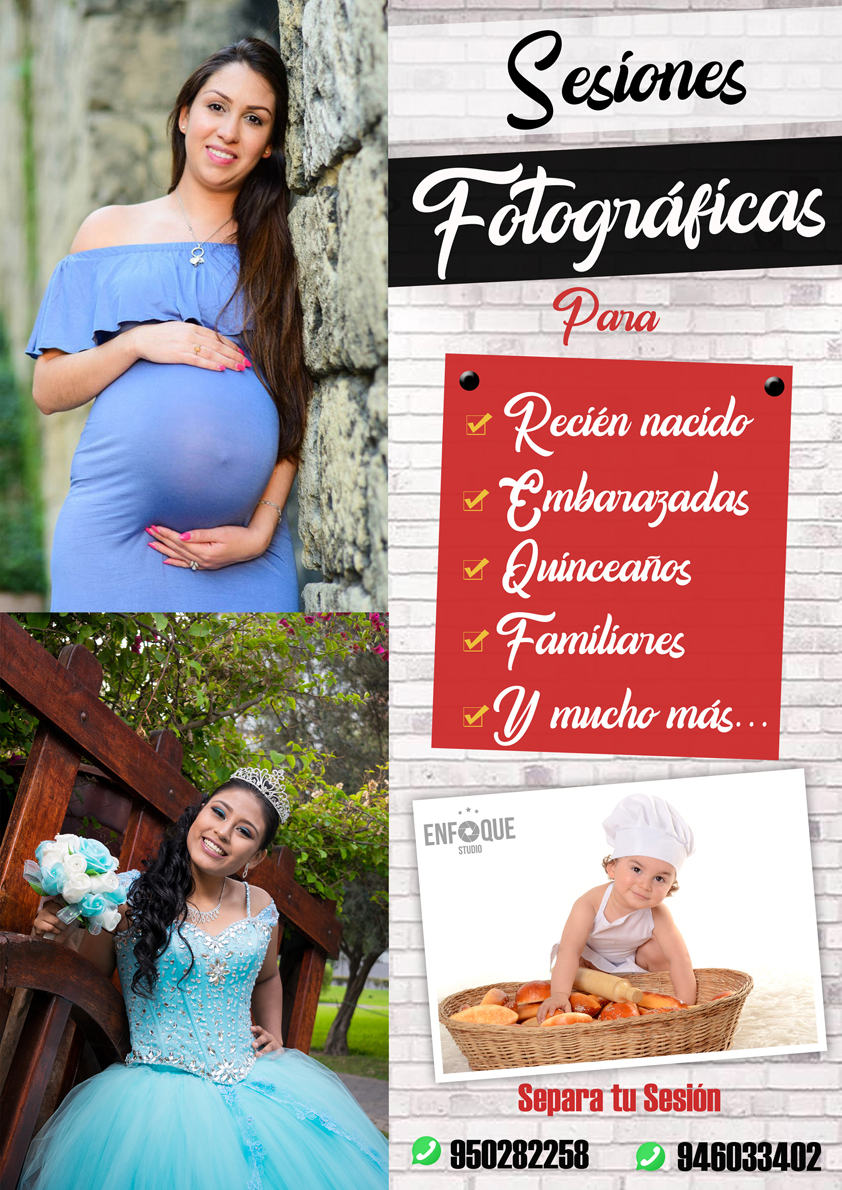 Sesiones
Fotográficas
Para
Recién nacido
Embarazadas
Quinceaños
Familiares
Y mucho más...
ENFOQUE
STUDIO
Separa tu Sesión
950282258 946033402